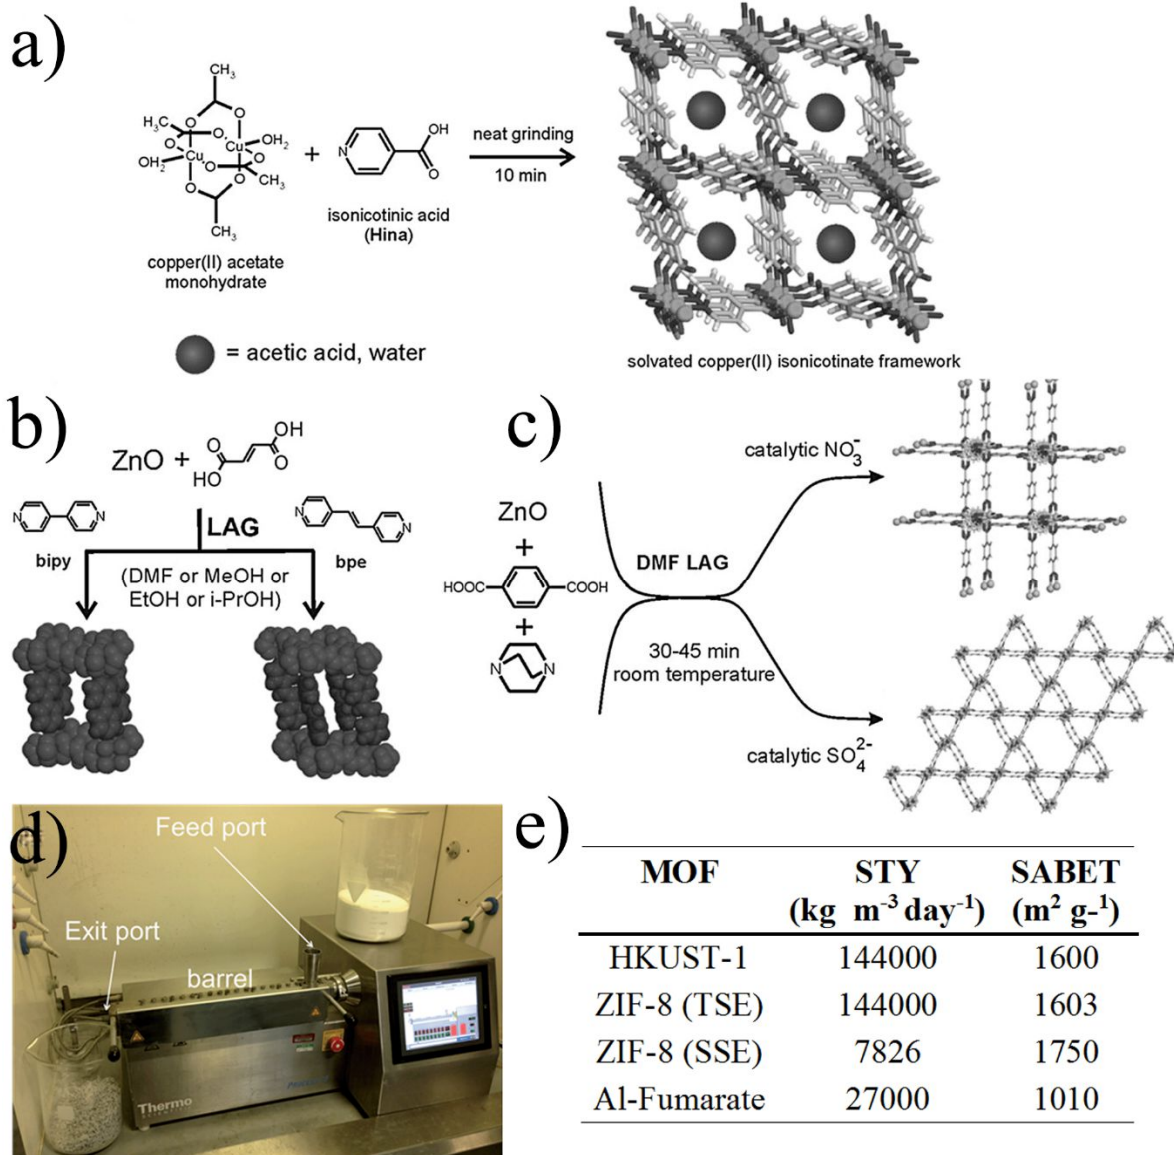 a)
CH₃
H₃C
O
O
O
O
OH₂
Cu
Cu
OH₂
O
O
O
O
CH₃
CH₃
+
N
OH
O
isonicotinic acid
(Hina)
copper(II) acetate
monohydrate
neat grinding
10 min
= acetic acid, water
solvated copper(II) isonicotinate framework
b)
ZnO +
O
OH
HO
O
LAG
N
N
bipy
N
N
bpe
(DMF or MeOH or
EtOH or i-PrOH)
c)
ZnO
+
HOOC
COOH
+
N
N
DMF LAG
30-45 min
room temperature
catalytic NO₃⁻
catalytic SO₄²⁻
d)
Feed port
Exit port
barrel
Thermo
SCIENTIFIC
e)
MOF STY SABET
(kg m⁻³ day⁻¹) (m² g-¹)
HKUST-1 144000 1600
ZIF-8 (TSE) 144000 1603
ZIF-8 (SSE) 7826 1750
Al-Fumarate 27000 1010